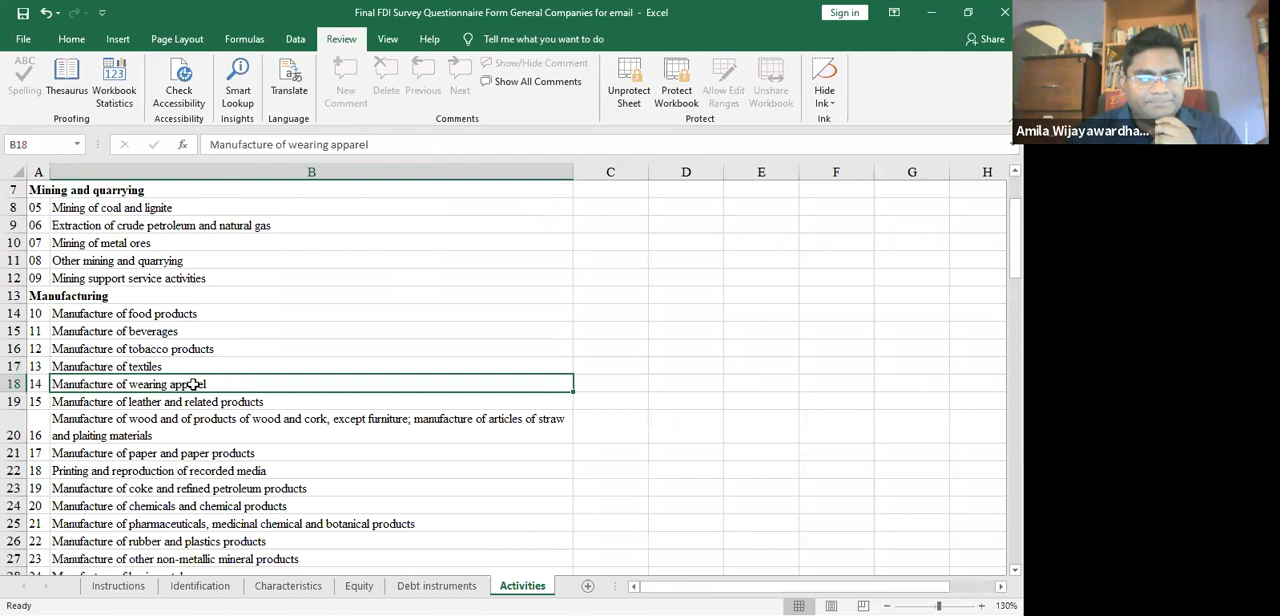 Final FDI Survey Questionnaire Form General Companies for email - Excel
Sign in
File Home Insert Page Layout Formulas Data Review View Help Tell me what you want to do Share
ABC
Spelling Thesaurus Workbook Statistics
Proofing
Check Accessibility
Accessibility
Smart Lookup
Insights
Translate
Language
New Comment Delete Previous Next
Show/Hide Comment
Show All Comments
Comments
Unprotect Sheet Protect Workbook Allow Edit Ranges Unshare Workbook
Protect
Hide Ink
Ink
Amila Wijayawardha...
B18 fx Manufacture of wearing apparel
A B C D E F G H
7 Mining and quarrying
8 05 Mining of coal and lignite
9 06 Extraction of crude petroleum and natural gas
10 07 Mining of metal ores
11 08 Other mining and quarrying
12 09 Mining support service activities
13 Manufacturing
14 10 Manufacture of food products
15 11 Manufacture of beverages
16 12 Manufacture of tobacco products
17 13 Manufacture of textiles
18 14 Manufacture of wearing apparel
19 15 Manufacture of leather and related products
Manufacture of wood and of products of wood and cork, except furniture; manufacture of articles of straw
20 16 and plaiting materials
21 17 Manufacture of paper and paper products
22 18 Printing and reproduction of recorded media
23 19 Manufacture of coke and refined petroleum products
24 20 Manufacture of chemicals and chemical products
25 21 Manufacture of pharmaceuticals, medicinal chemical and botanical products
26 22 Manufacture of rubber and plastics products
27 23 Manufacture of other non-metallic mineral products
Instructions Identification Characteristics Equity Debt instruments Activities
Ready 130%